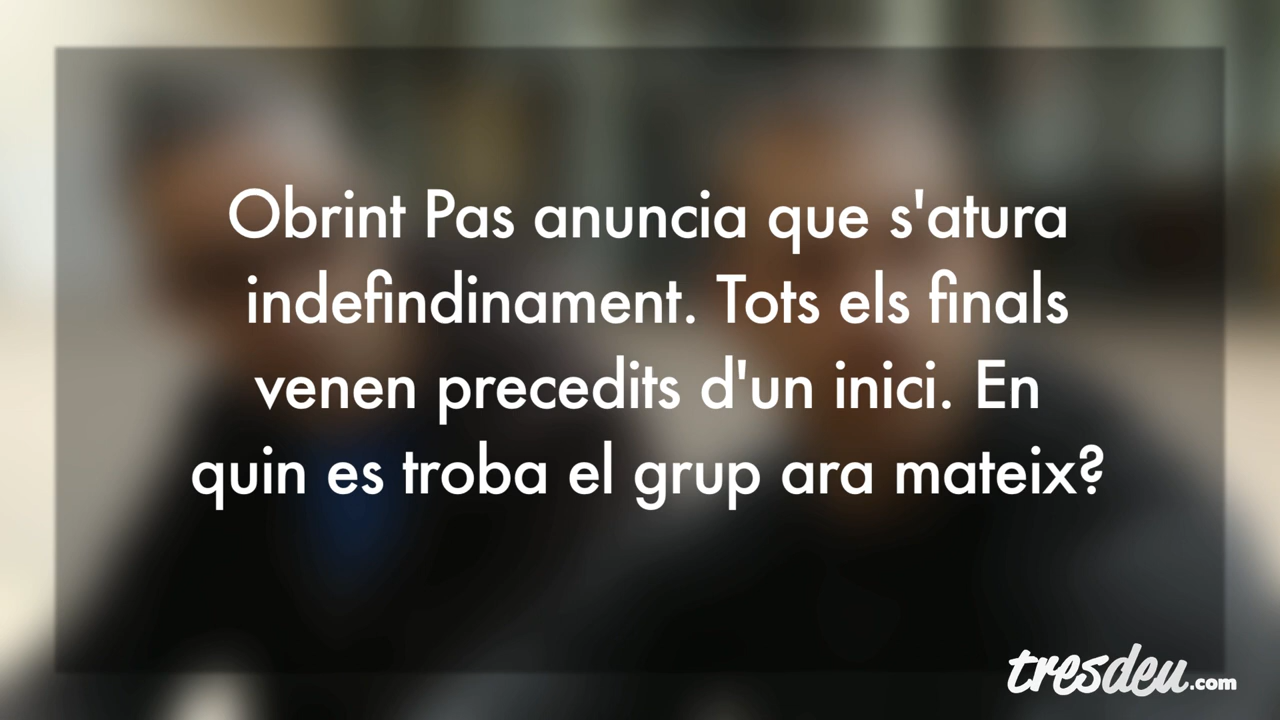 Obrint Pas anuncia que s'atura
indefindinament. Tots els finals
venen precedits d'un inici. En
quin es troba el grup ara mateix?
tresdeu.com